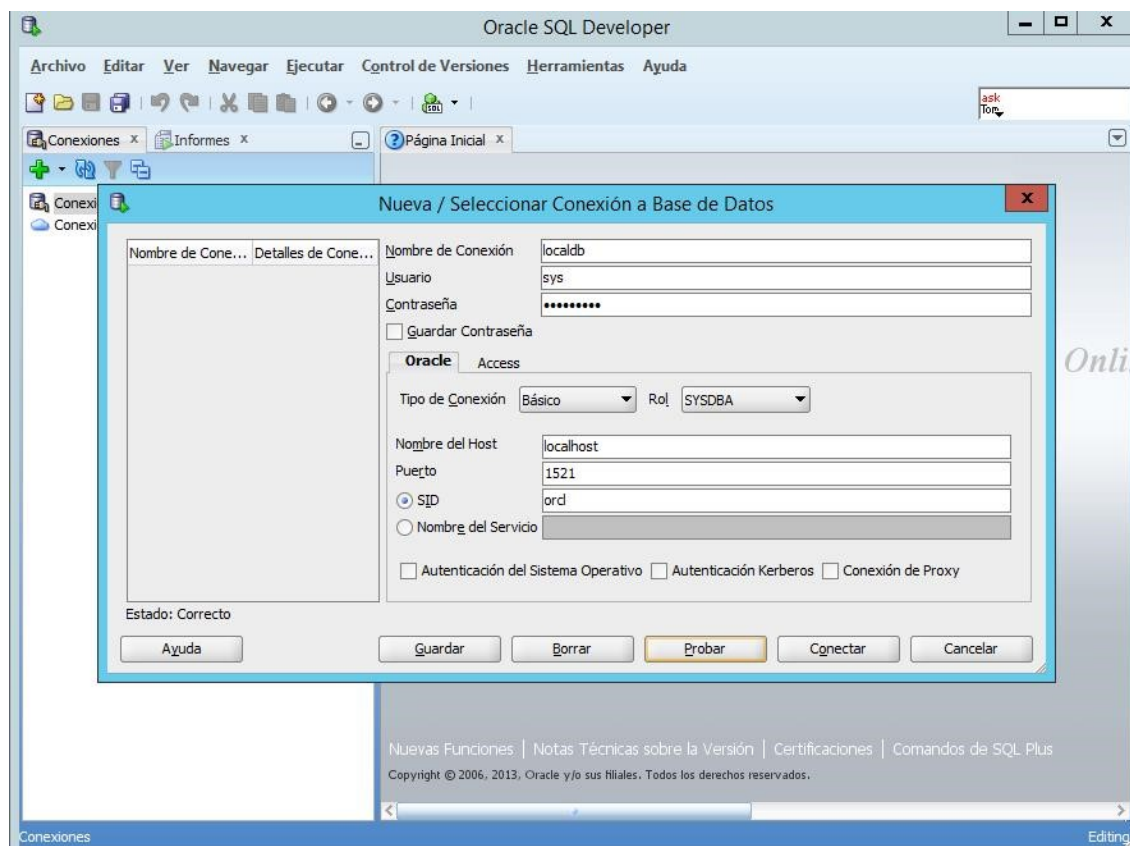 Oracle SQL Developer
Archivo Editar Ver Navegar Ejecutar Control de Versiones Herramientas Ayuda
SQL
ask
Tom
Conexiones x Informes x Página Inicial x
Conexi
Conexi
Nueva / Seleccionar Conexión a Base de Datos x
Nombre de Cone... Detalles de Cone...
Nombre de Conexión localdb
Usuario sys
Contraseña •••••••••
Guardar Contraseña
Oracle Access
Onli
Tipo de Conexión Básico Rol SYSDBA
Nombre del Host localhost
Puerto 1521
SID orcl
Nombre del Servicio
Autenticación del Sistema Operativo Autenticación Kerberos Conexión de Proxy
Estado: Correcto
Ayuda Guardar Borrar Probar Conectar Cancelar
Nuevas Funciones | Notas Técnicas sobre la Versión | Certificaciones | Comandos de SQL Plus
Copyright © 2006, 2013, Oracle y/o sus filiales. Todos los derechos reservados.
Conexiones Editing